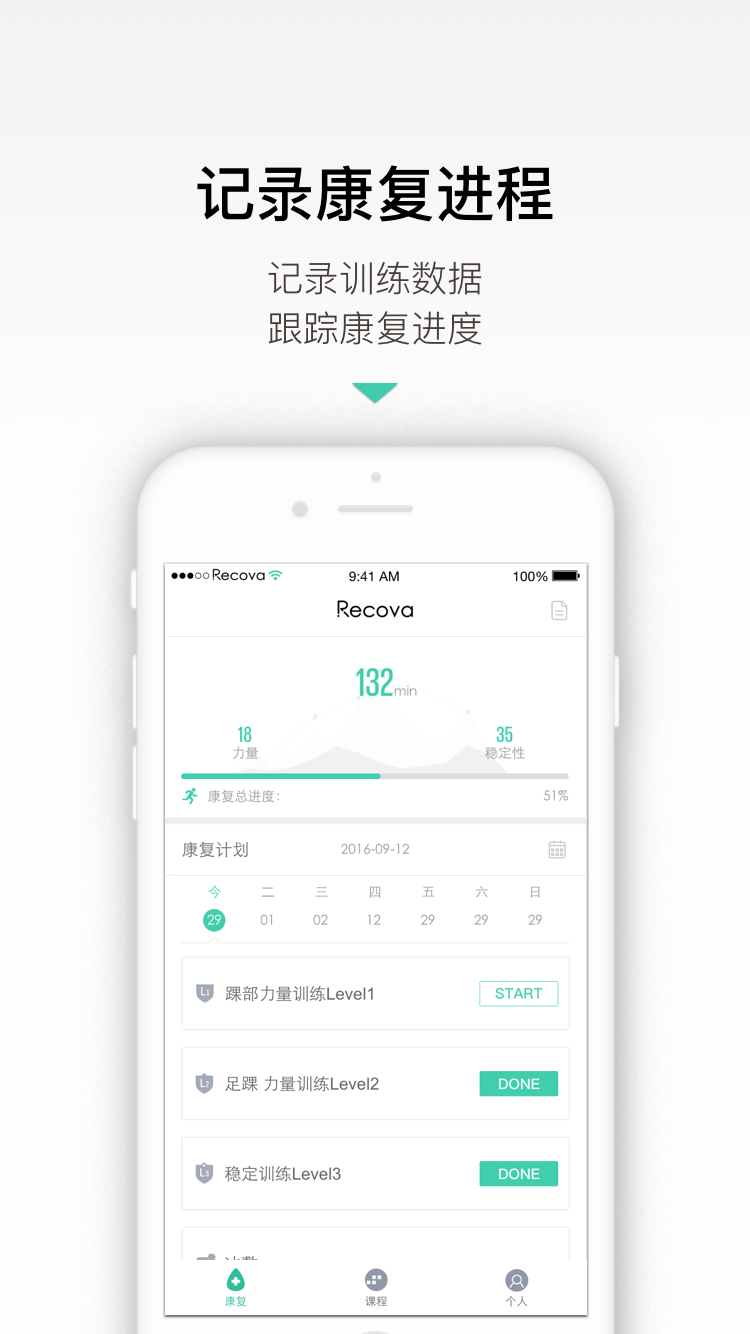 记录康复进程
记录训练数据
跟踪康复进度
Recova 9:41 AM 100%
Recova
132min
18 35
力量 稳定性
康复总进度: 51%
康复计划 2016-09-12
今 二 三 四 五 六 日
29 01 02 12 29 29 29
L1 踝部力量训练Level1 START
L2 足踝 力量训练Level2 DONE
L3 稳定训练Level3 DONE
康复 课程 个人